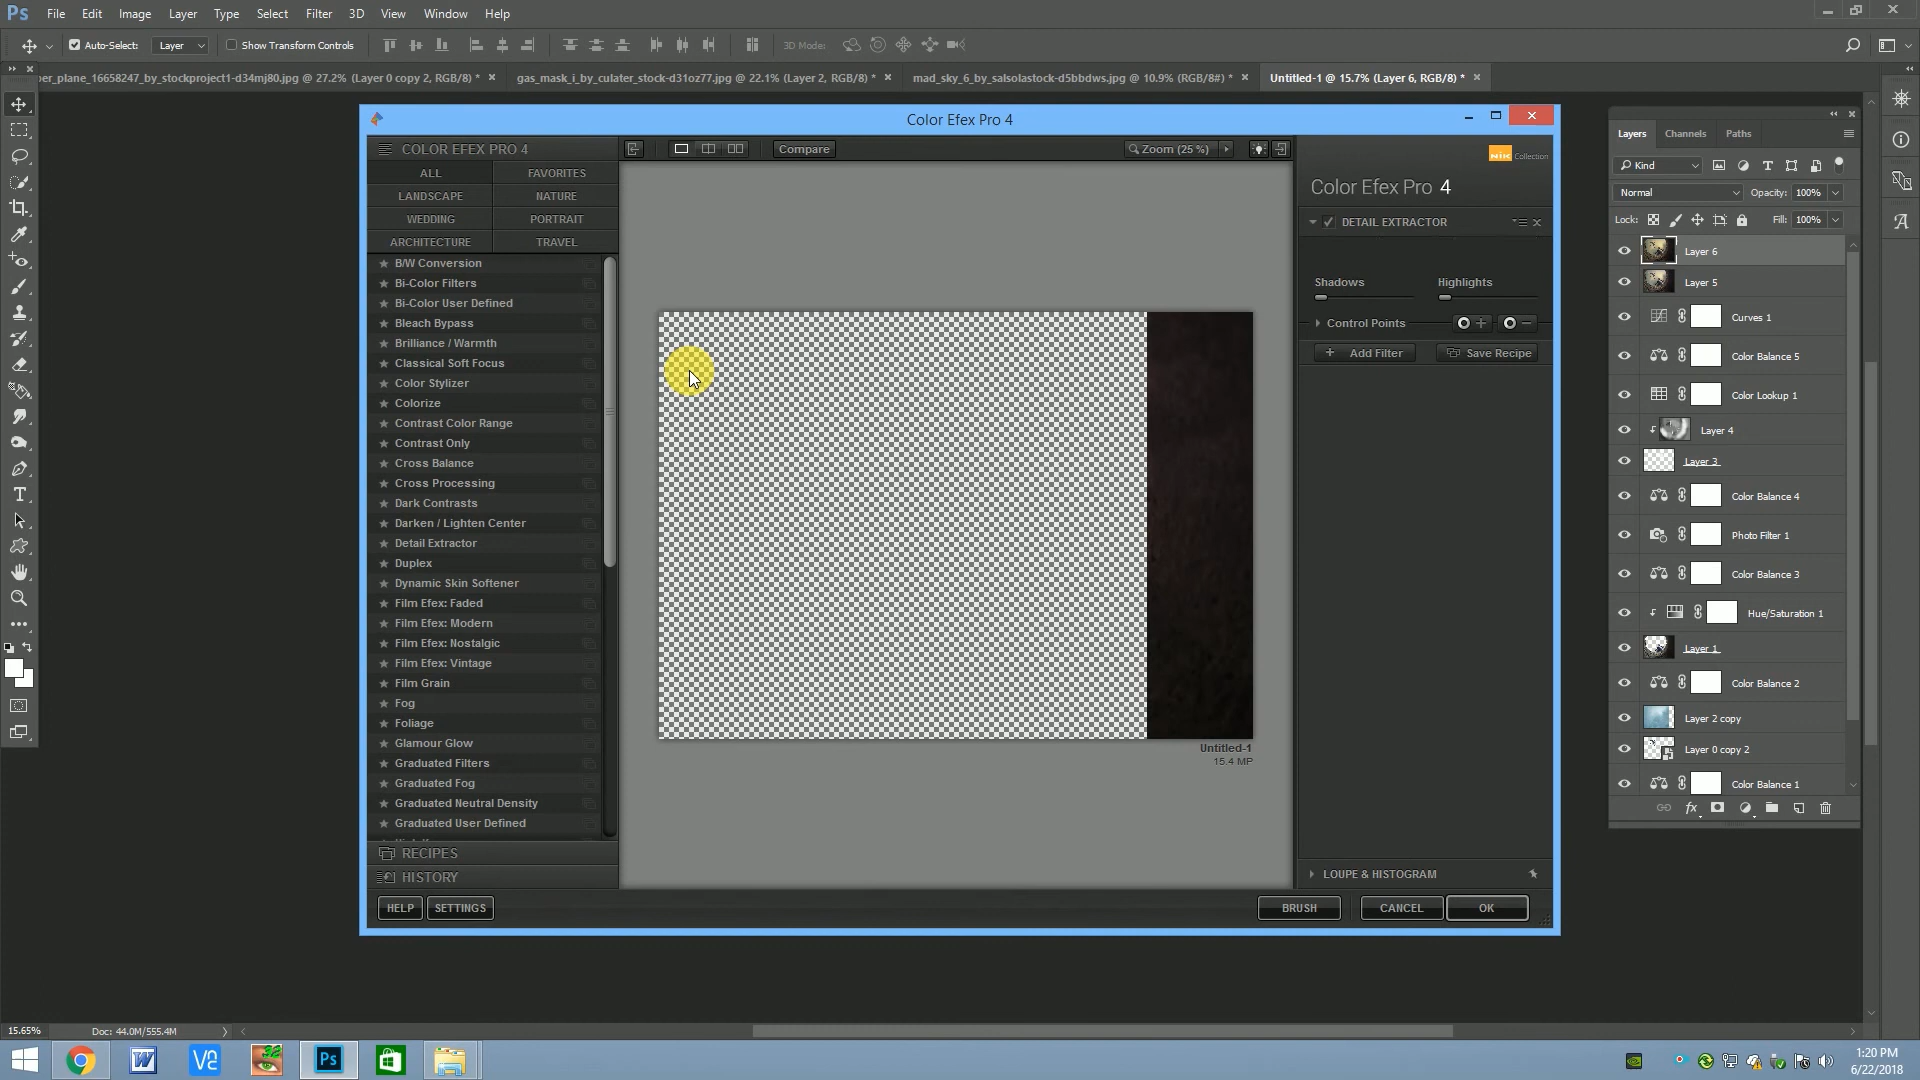 Ps File Edit Image Layer Type Select Filter 3D View Window Help
Auto-Select: Layer Show Transform Controls 3D Mode:
per_plane_16658247_by_stockproject1-d34mj80.jpg @ 27.2% (Layer 0 copy 2, RGB/8) * gas_mask_i_by_culater_stock-d31oz77.jpg @ 22.1% (Layer 2, RGB/8) * mad_sky_6_by_salsolastock-d5bbdws.jpg @ 10.9% (RGB/8#) * Untitled-1 @ 15.7% (Layer 6, RGB/8) *
Color Efex Pro 4
COLOR EFEX PRO 4
Compare
Zoom (25 %)
ALL FAVORITES
LANDSCAPE NATURE
WEDDING PORTRAIT
ARCHITECTURE TRAVEL
B/W Conversion
Bi-Color Filters
Bi-Color User Defined
Bleach Bypass
Brilliance / Warmth
Classical Soft Focus
Color Stylizer
Colorize
Contrast Color Range
Contrast Only
Cross Balance
Cross Processing
Dark Contrasts
Darken / Lighten Center
Detail Extractor
Duplex
Dynamic Skin Softener
Film Efex: Faded
Film Efex: Modern
Film Efex: Nostalgic
Film Efex: Vintage
Film Grain
Fog
Foliage
Glamour Glow
Graduated Filters
Graduated Fog
Graduated Neutral Density
Graduated User Defined
RECIPES
HISTORY
HELP SETTINGS
Untitled-1
15.4 MP
Nik Collection
Color Efex Pro 4
DETAIL EXTRACTOR
Shadows Highlights
Control Points
Add Filter Save Recipe
LOUPE & HISTOGRAM
BRUSH CANCEL OK
Layers Channels Paths
Kind
Normal Opacity: 100%
Lock: Fill: 100%
Layer 6
Layer 5
Curves 1
Color Balance 5
Color Lookup 1
Layer 4
Layer 3
Color Balance 4
Photo Filter 1
Color Balance 3
Hue/Saturation 1
Layer 1
Color Balance 2
Layer 2 copy
Layer 0 copy 2
Color Balance 1
15.65% Doc: 44.0M/555.4M
Ps
1:20 PM
6/22/2018